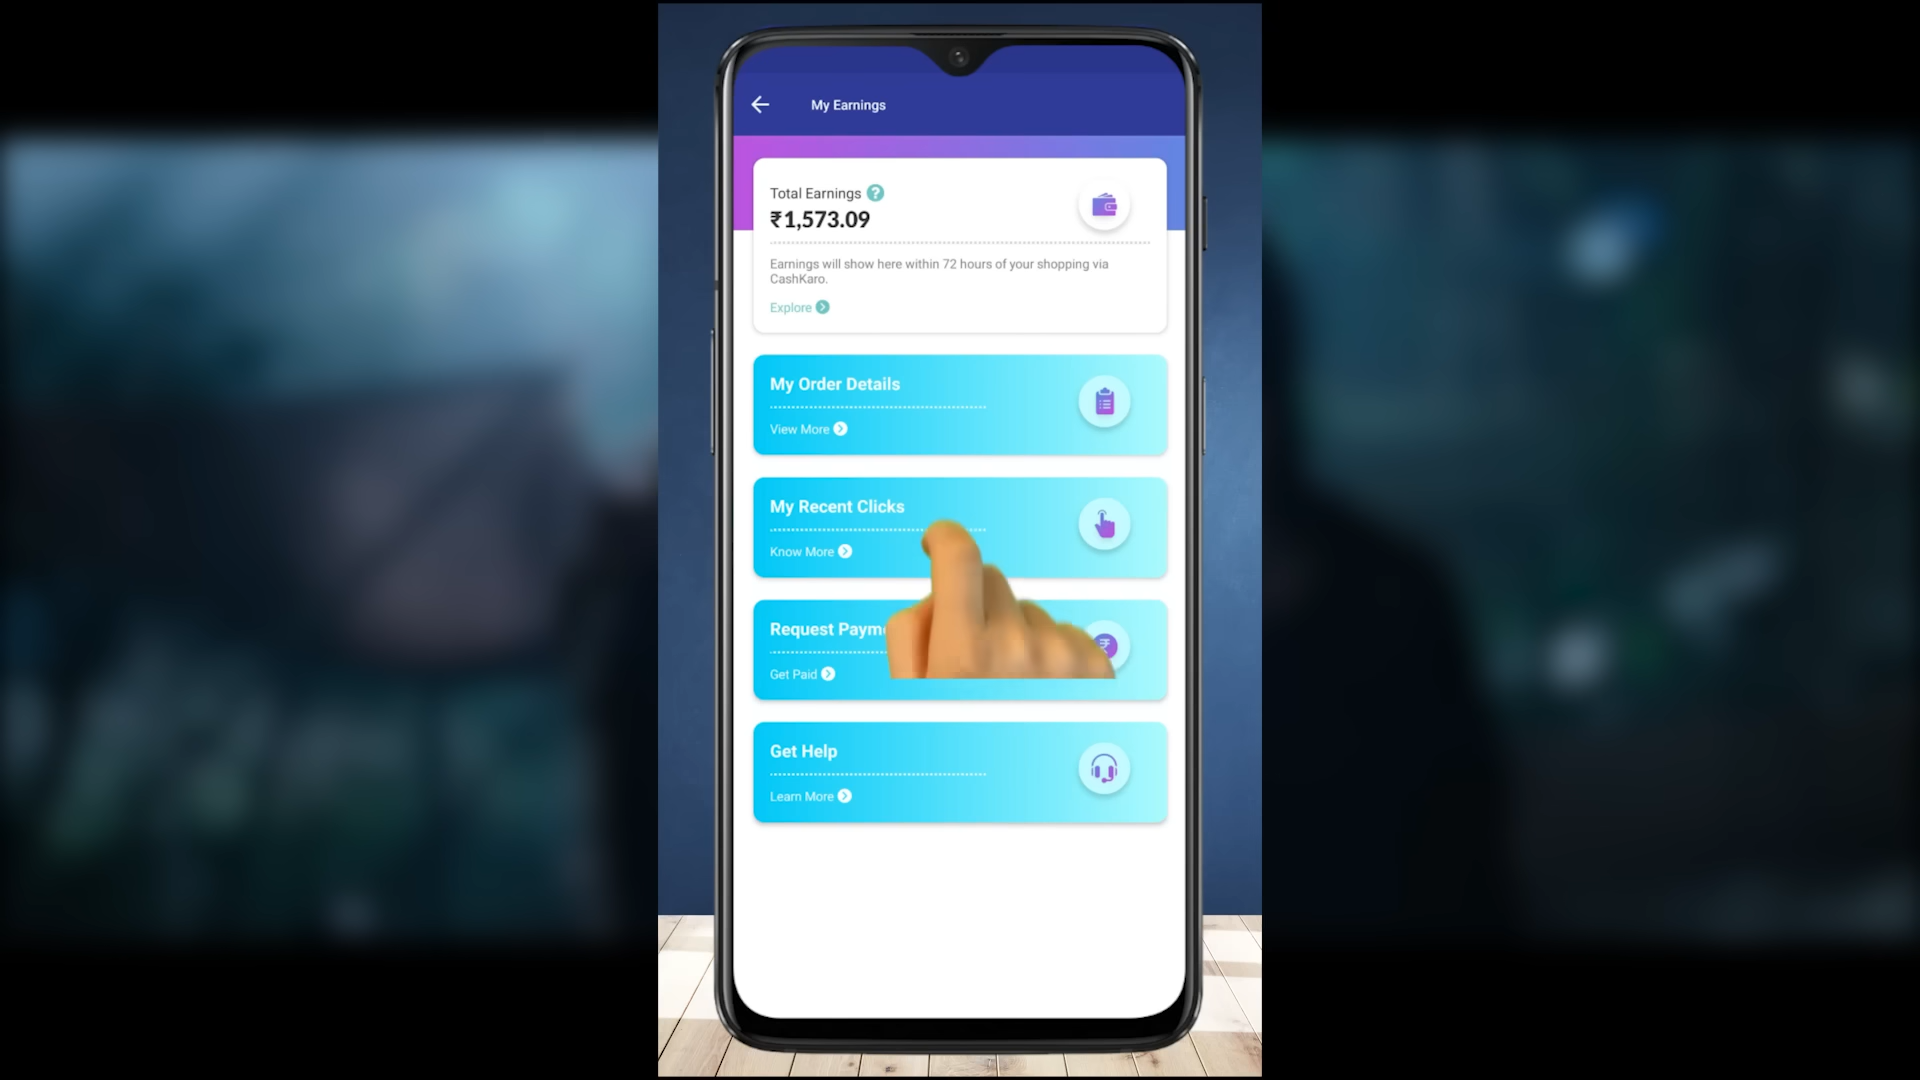 My Earnings
Total Earnings ?
₹1,573.09
Earnings will show here within 72 hours of your shopping via
CashKaro.
Explore
My Order Details
View More
My Recent Clicks
Know More
Request Payme
Get Paid
Get Help
Learn More